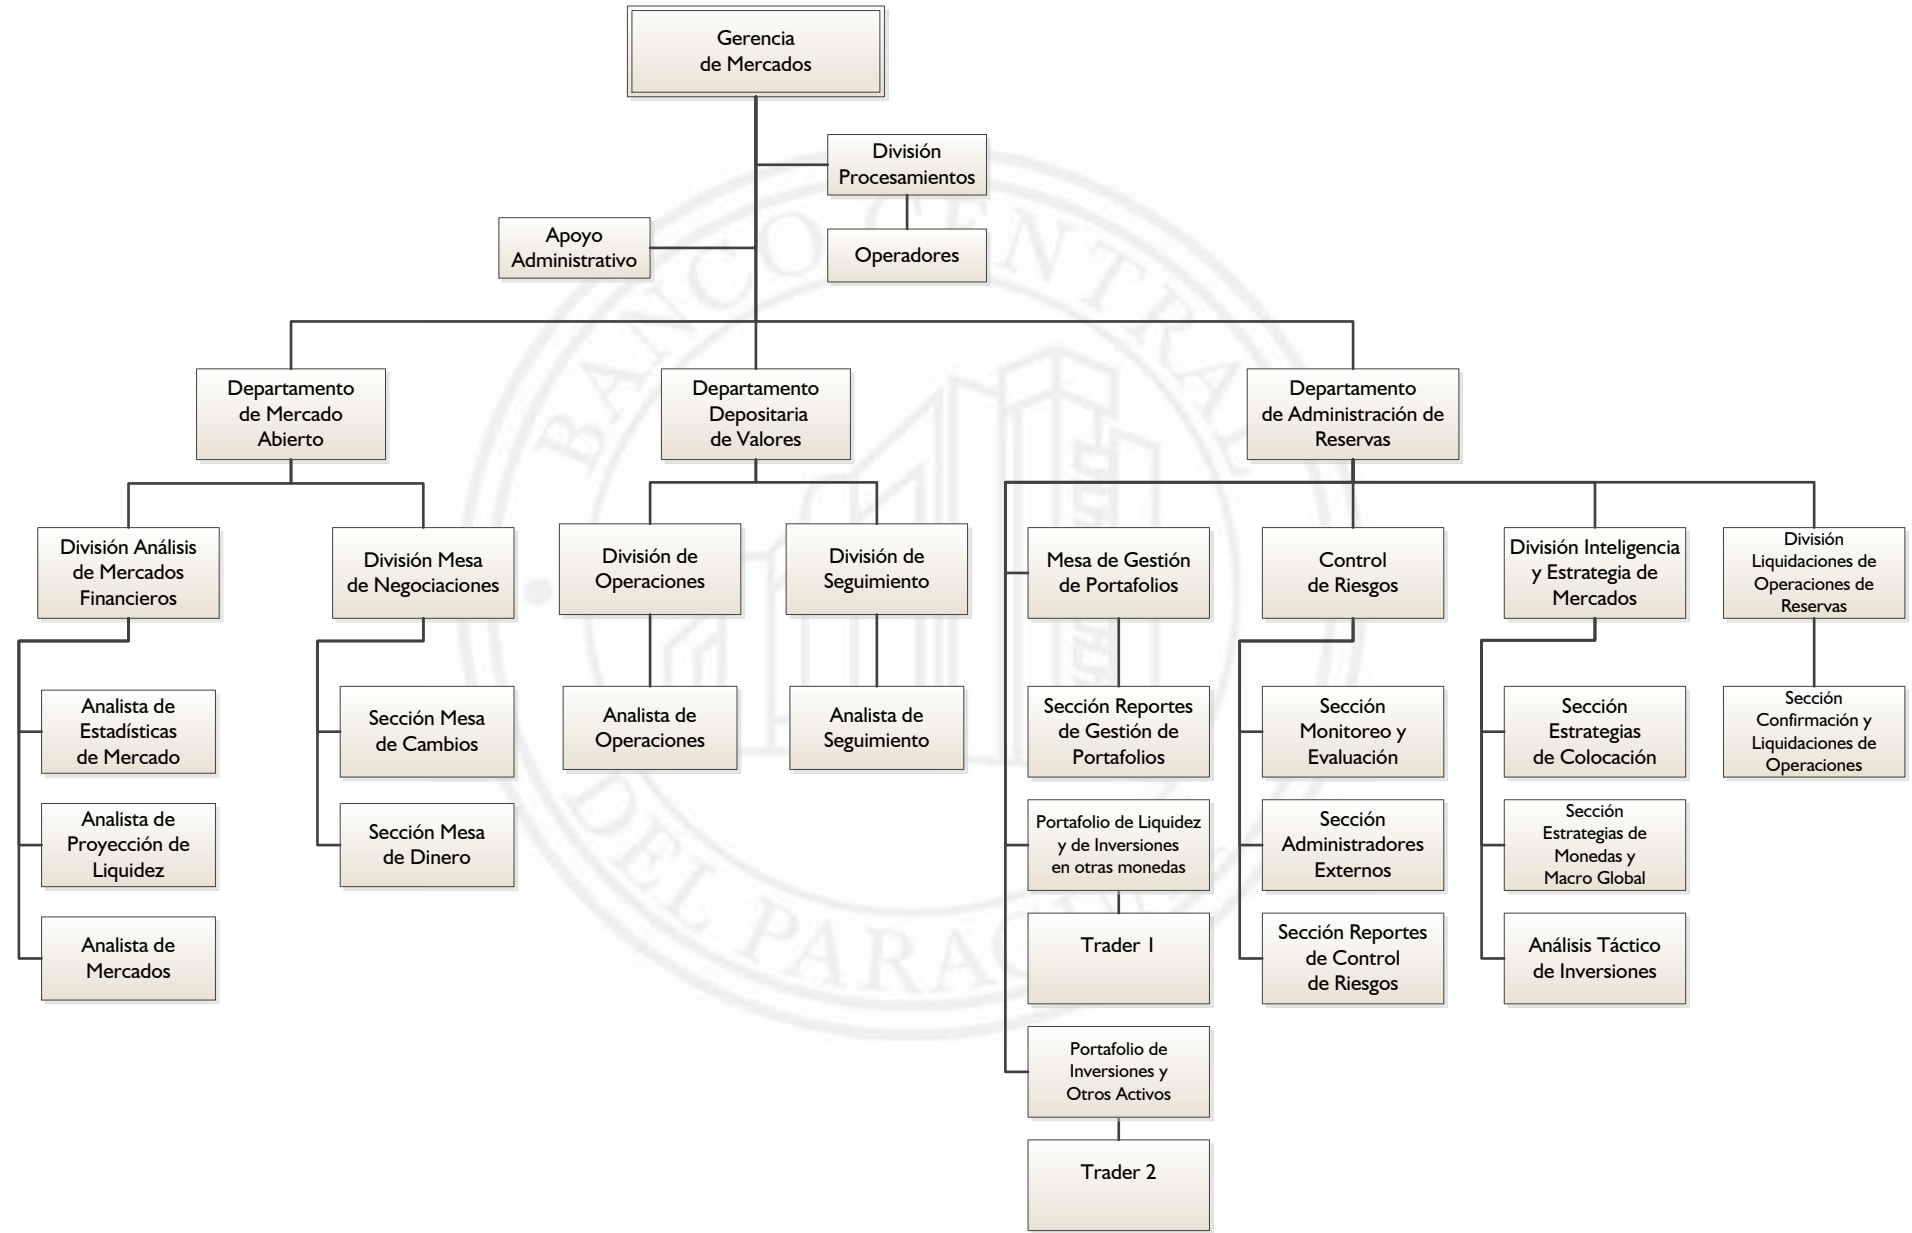 Gerencia
de Mercados
División
Procesamientos
Apoyo
Administrativo
Operadores
Departamento
de Mercado
Abierto
Departamento
Depositaria
de Valores
Departamento
de Administración de
Reservas
División Análisis
de Mercados
Financieros
División Mesa
de Negociaciones
División de
Operaciones
División de
Seguimiento
Mesa de Gestión
de Portafolios
Control
de Riesgos
División Inteligencia
y Estrategia de
Mercados
División
Liquidaciones de
Operaciones de
Reservas
Analista de
Estadísticas
de Mercado
Sección Mesa
de Cambios
Analista de
Operaciones
Analista de
Seguimiento
Sección Reportes
de Gestión de
Portafolios
Sección
Monitoreo y
Evaluación
Sección
Estrategias
de Colocación
Sección
Confirmación y
Liquidaciones de
Operaciones
Analista de
Proyección de
Liquidez
Sección Mesa
de Dinero
Portafolio de Liquidez
y de Inversiones
en otras monedas
Sección
Administradores
Externos
Sección
Estrategias de
Monedas y
Macro Global
Analista de
Mercados
Trader 1
Sección Reportes
de Control
de Riesgos
Análisis Táctico
de Inversiones
Portafolio de
Inversiones y
Otros Activos
Trader 2
BANCO CENTRAL
DEL PARAGUAY